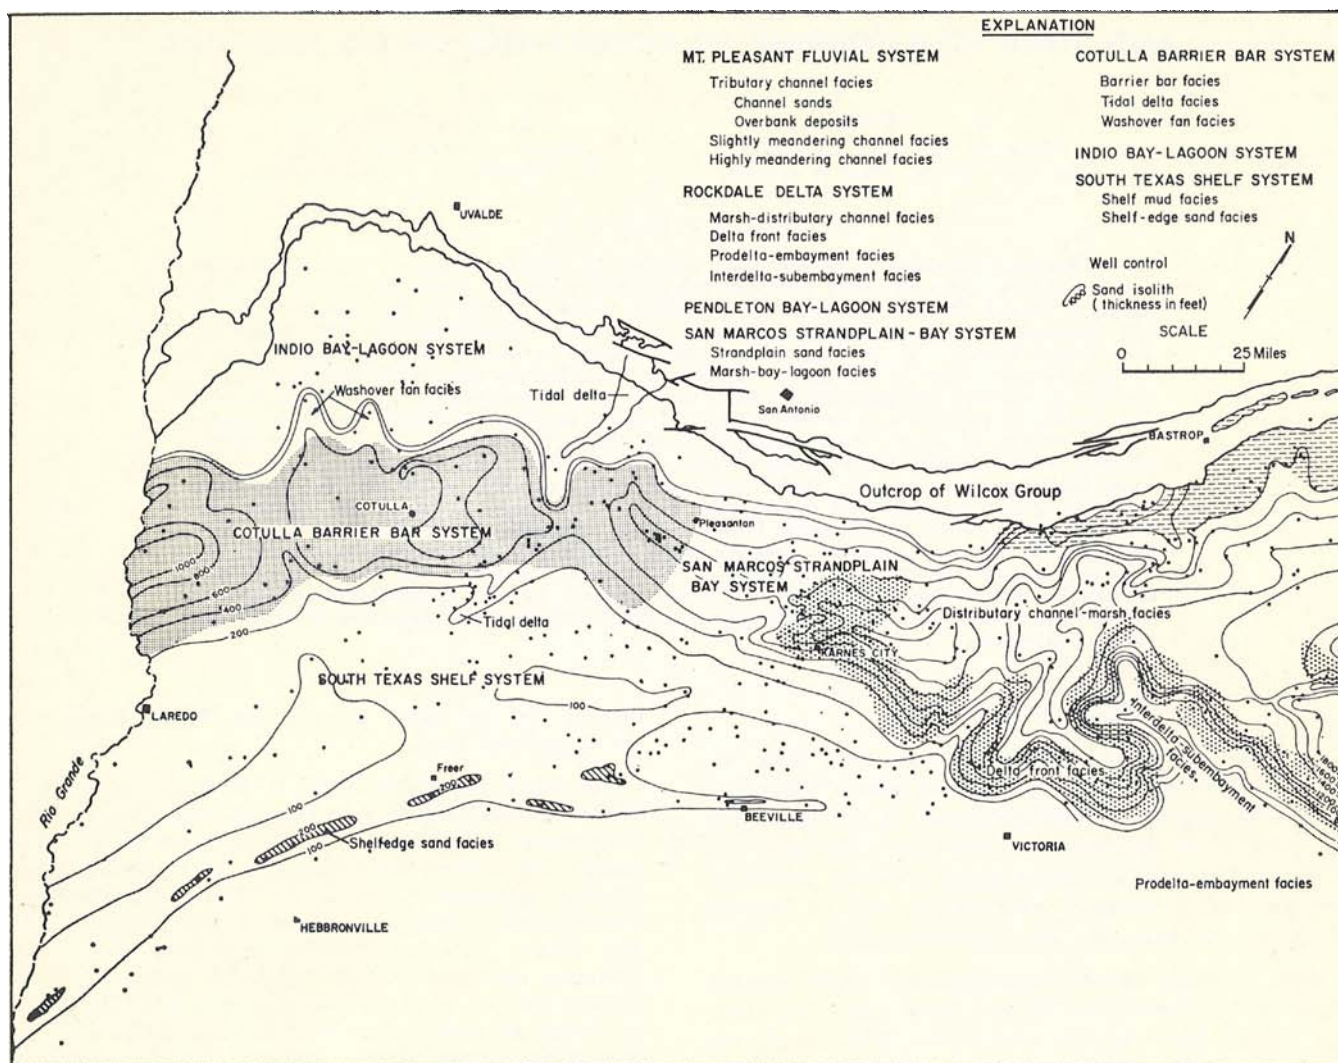 EXPLANATION
MT. PLEASANT FLUVIAL SYSTEM
Tributary channel facies
Channel sands
Overbank deposits
Slightly meandering channel facies
Highly meandering channel facies
ROCKDALE DELTA SYSTEM
Marsh-distributary channel facies
Delta front facies
Prodelta-embayment facies
Interdelta-subembayment facies
PENDLETON BAY-LAGOON SYSTEM
SAN MARCOS STRANDPLAIN-BAY SYSTEM
Strandplain sand facies
Marsh-bay-lagoon facies
COTULLA BARRIER BAR SYSTEM
Barrier bar facies
Tidal delta facies
Washover fan facies
INDIO BAY-LAGOON SYSTEM
SOUTH TEXAS SHELF SYSTEM
Shelf mud facies
Shelf-edge sand facies
N
Well control
Sand isolith
(thickness in feet)
SCALE
0 25 Miles
UVALDE
INDIO BAY-LAGOON SYSTEM
Washover fan facies
Tidal delta
San Antonio
BASTROP
Outcrop of Wilcox Group
COTULLA
Pleasanton
COTULLA BARRIER BAR SYSTEM
1000
800
600
400
200
SAN MARCOS STRANDPLAIN
BAY SYSTEM
Distributary channel-marsh facies
Tidal delta
KARNES CITY
SOUTH TEXAS SHELF SYSTEM
100
LAREDO
Interdelta-subembayment
facies.
Delta front facies
Freer
200
Rio Grande
100
BEEVILLE
200
100
Shelfedge sand facies
VICTORIA
1800
1600
1400
Prodelta-embayment facies
HEBBRONVILLE